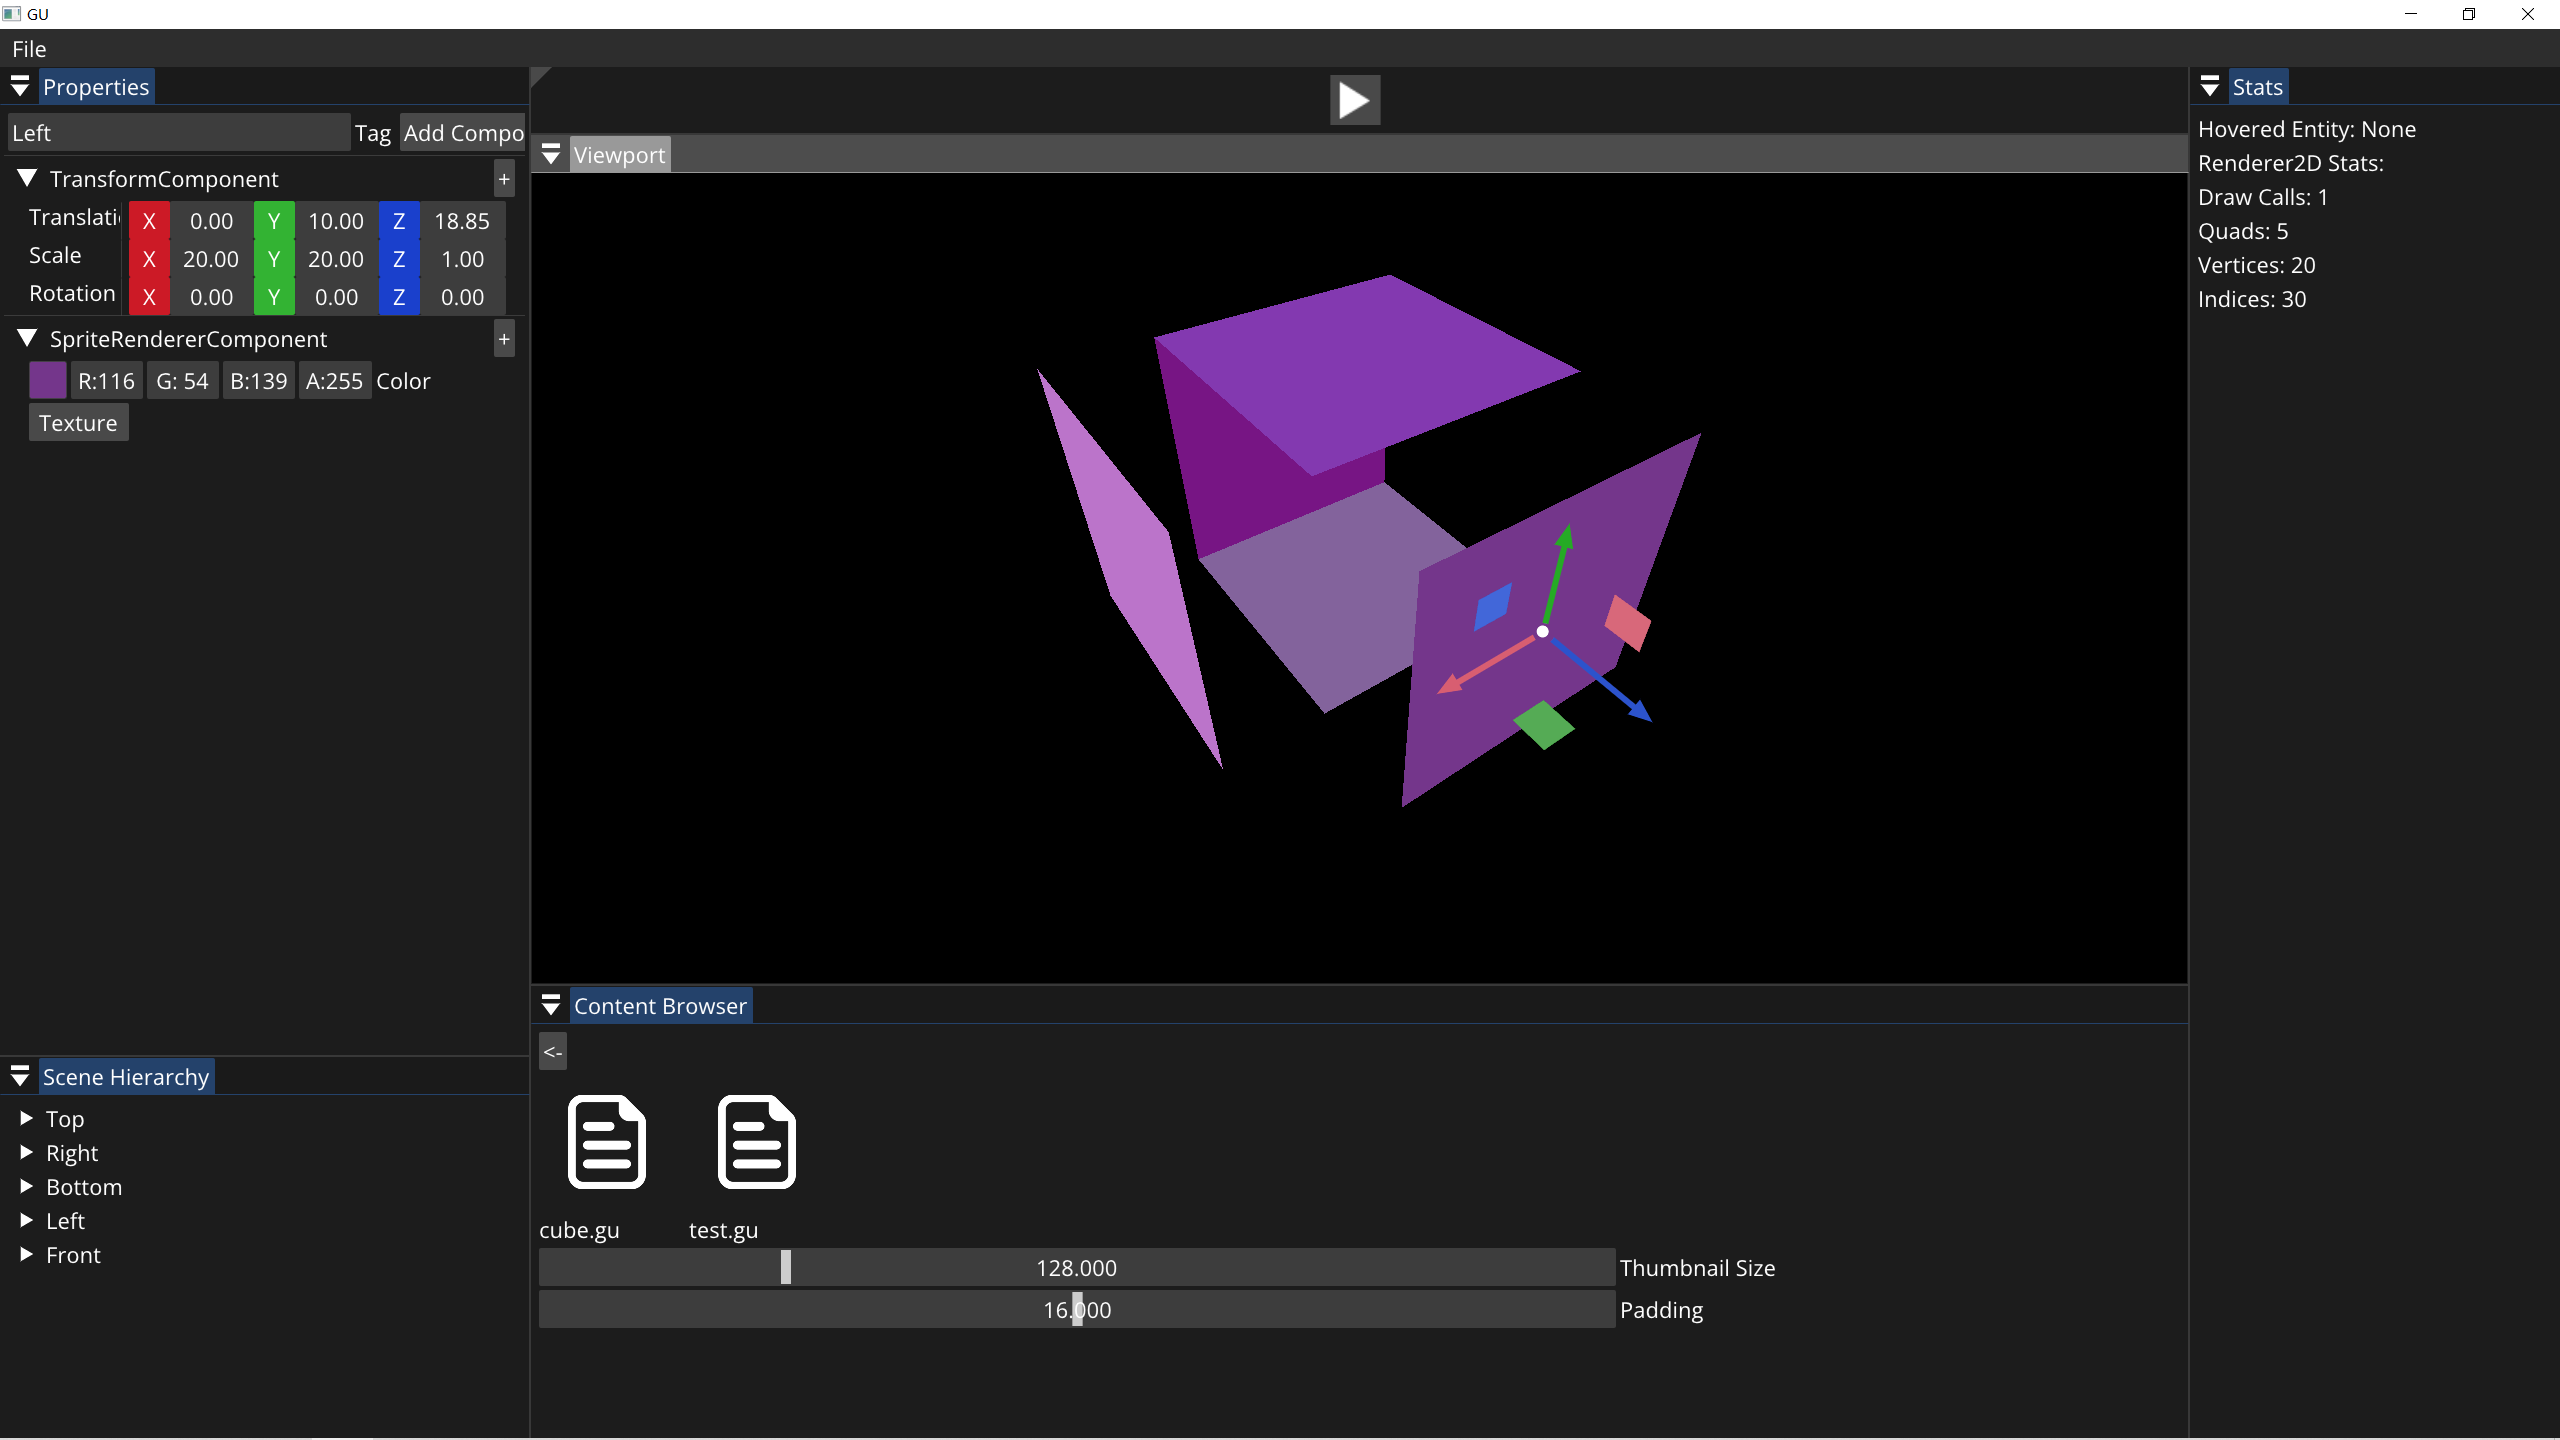 GU
File
Properties
Left Tag Add Compo
TransformComponent +
Translati X 0.00 Y 10.00 Z 18.85
Scale X 20.00 Y 20.00 Z 1.00
Rotation X 0.00 Y 0.00 Z 0.00
SpriteRendererComponent +
R:116 G: 54 B:139 A:255 Color
Texture
Scene Hierarchy
Top
Right
Bottom
Left
Front
Viewport
Content Browser
<-
cube.gu test.gu
128.000 Thumbnail Size
16.000 Padding
Stats
Hovered Entity: None
Renderer2D Stats:
Draw Calls: 1
Quads: 5
Vertices: 20
Indices: 30